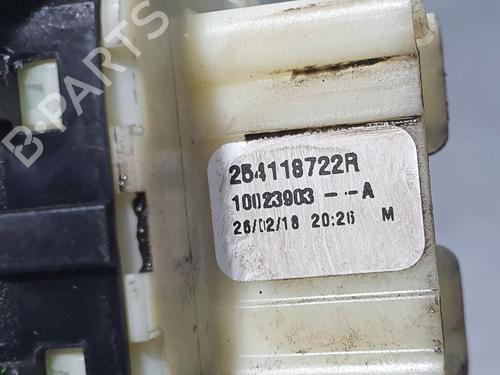 B-PARTS
254118722R
10023903 -- A
26/02/18 20:26 M